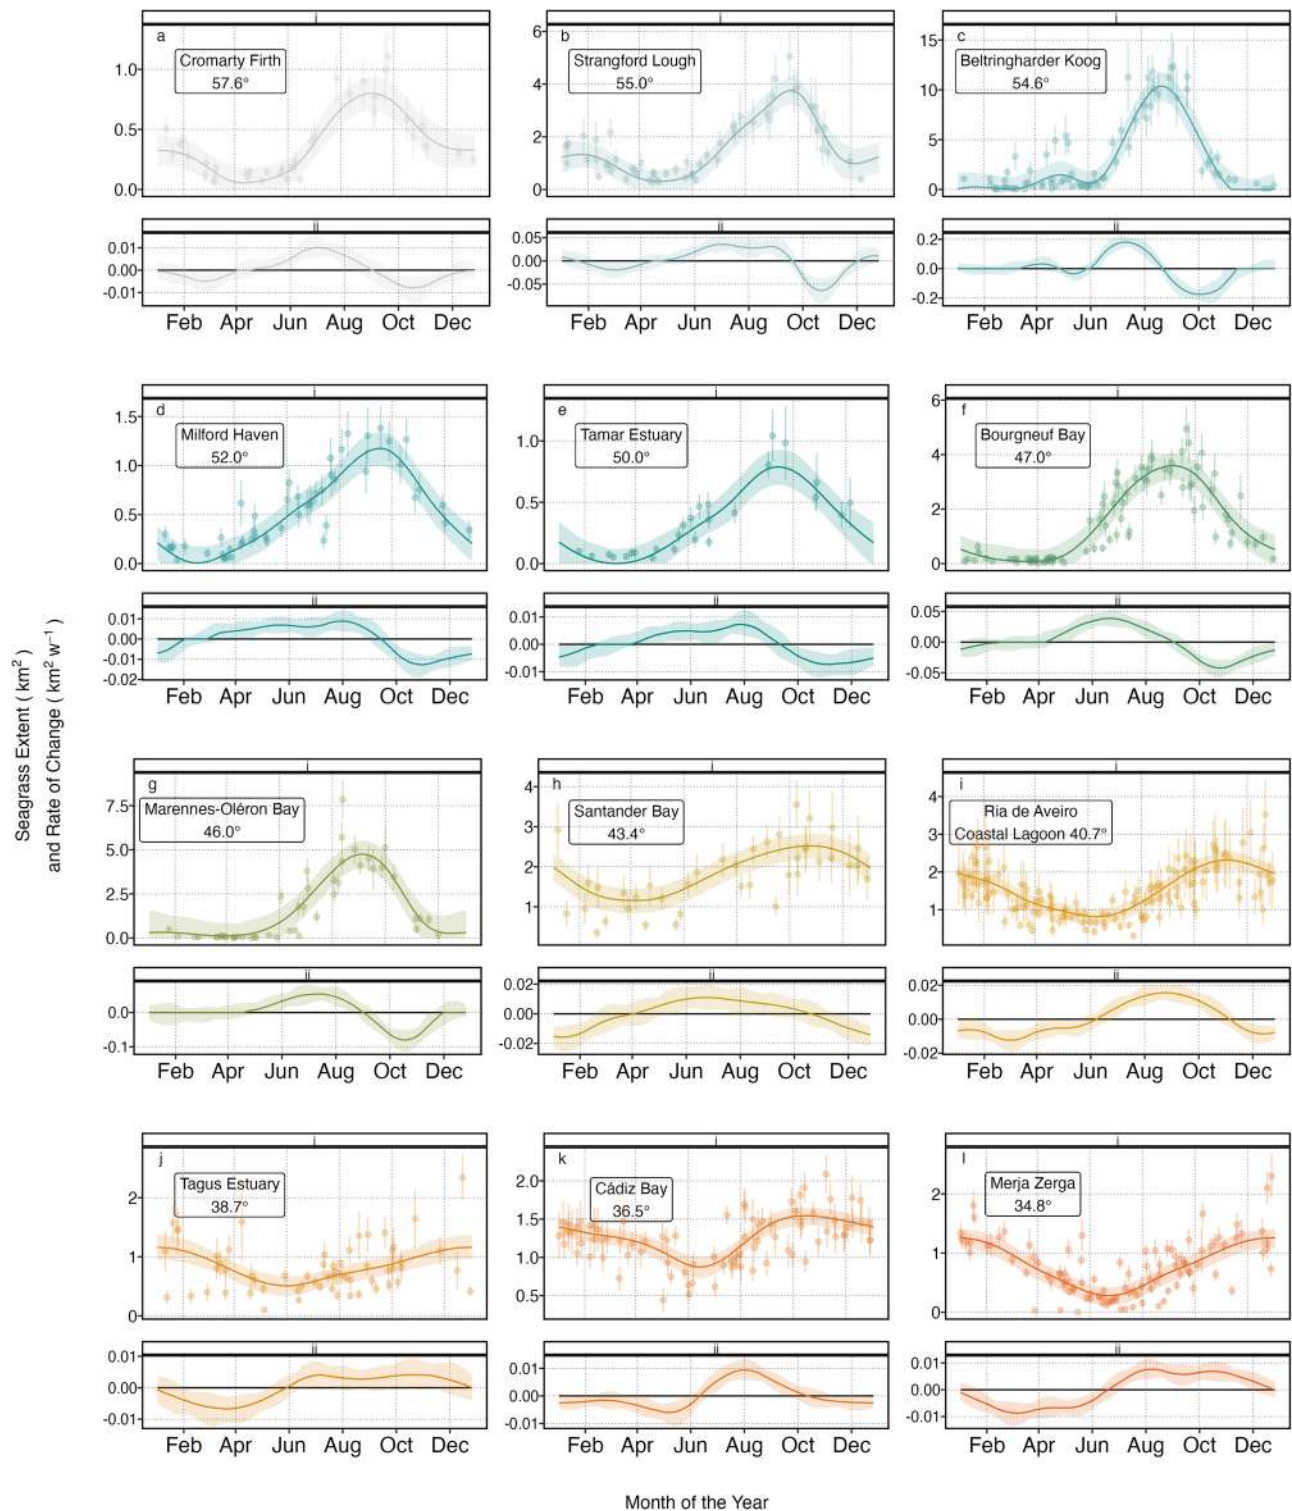 i i i
a b c
Cromarty Firth
57.6°
Strangford Lough
55.0°
Beltringharder Koog
54.6°
1.0
0.5
0.0
6
4
2
0
15
10
5
0
ii ii ii
0.01
0.00
-0.01
0.05
0.00
-0.05
0.2
0.0
-0.2
Feb Apr Jun Aug Oct Dec Feb Apr Jun Aug Oct Dec Feb Apr Jun Aug Oct Dec
i i i
d e f
Milford Haven
52.0°
Tamar Estuary
50.0°
Bourgneuf Bay
47.0°
1.5
1.0
0.5
0.0
1.0
0.5
0.0
6
4
2
0
ii ii ii
0.01
0.00
-0.01
-0.02
0.01
0.00
-0.01
0.05
0.00
-0.05
Feb Apr Jun Aug Oct Dec Feb Apr Jun Aug Oct Dec Feb Apr Jun Aug Oct Dec
Seagrass Extent ( km² )
and Rate of Change ( km² w⁻¹ )
i i i
g h i
Marennes-Oléron Bay
46.0°
Santander Bay
43.4°
Ria de Aveiro
Coastal Lagoon 40.7°
7.5
5.0
2.5
0.0
4
3
2
1
4
3
2
1
ii ii ii
0.0
-0.1
0.02
0.00
-0.02
0.02
0.00
-0.02
Feb Apr Jun Aug Oct Dec Feb Apr Jun Aug Oct Dec Feb Apr Jun Aug Oct Dec
i i i
j k l
Tagus Estuary
38.7°
Cádiz Bay
36.5°
Merja Zerga
34.8°
2
1
0
2.0
1.5
1.0
0.5
2
1
0
ii ii ii
0.01
0.00
-0.01
0.01
0.00
-0.01
0.01
0.00
-0.01
Feb Apr Jun Aug Oct Dec Feb Apr Jun Aug Oct Dec Feb Apr Jun Aug Oct Dec
Month of the Year